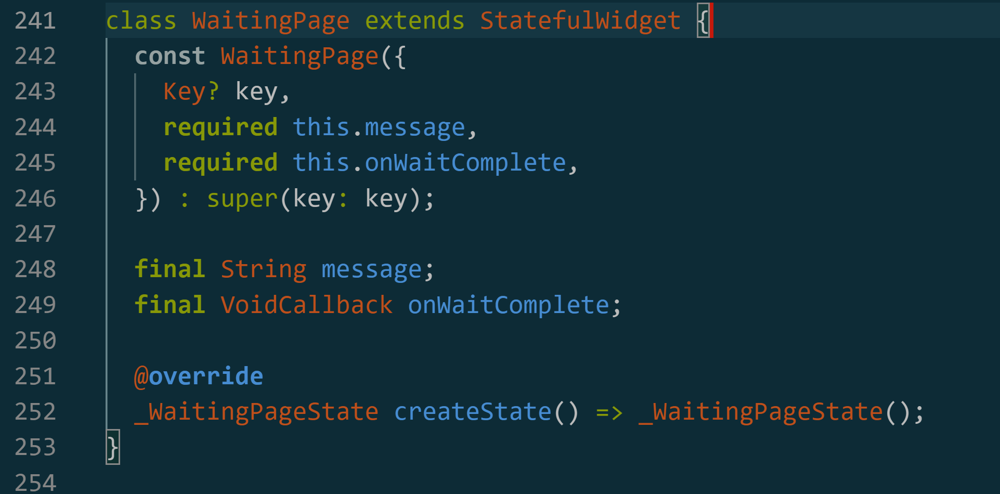 241 class WaitingPage extends StatefulWidget {
242   const WaitingPage({
243     Key? key,
244     required this.message,
245     required this.onWaitComplete,
246   }) : super(key: key);
247
248   final String message;
249   final VoidCallback onWaitComplete;
250
251   @override
252   _WaitingPageState createState() => _WaitingPageState();
253 }
254